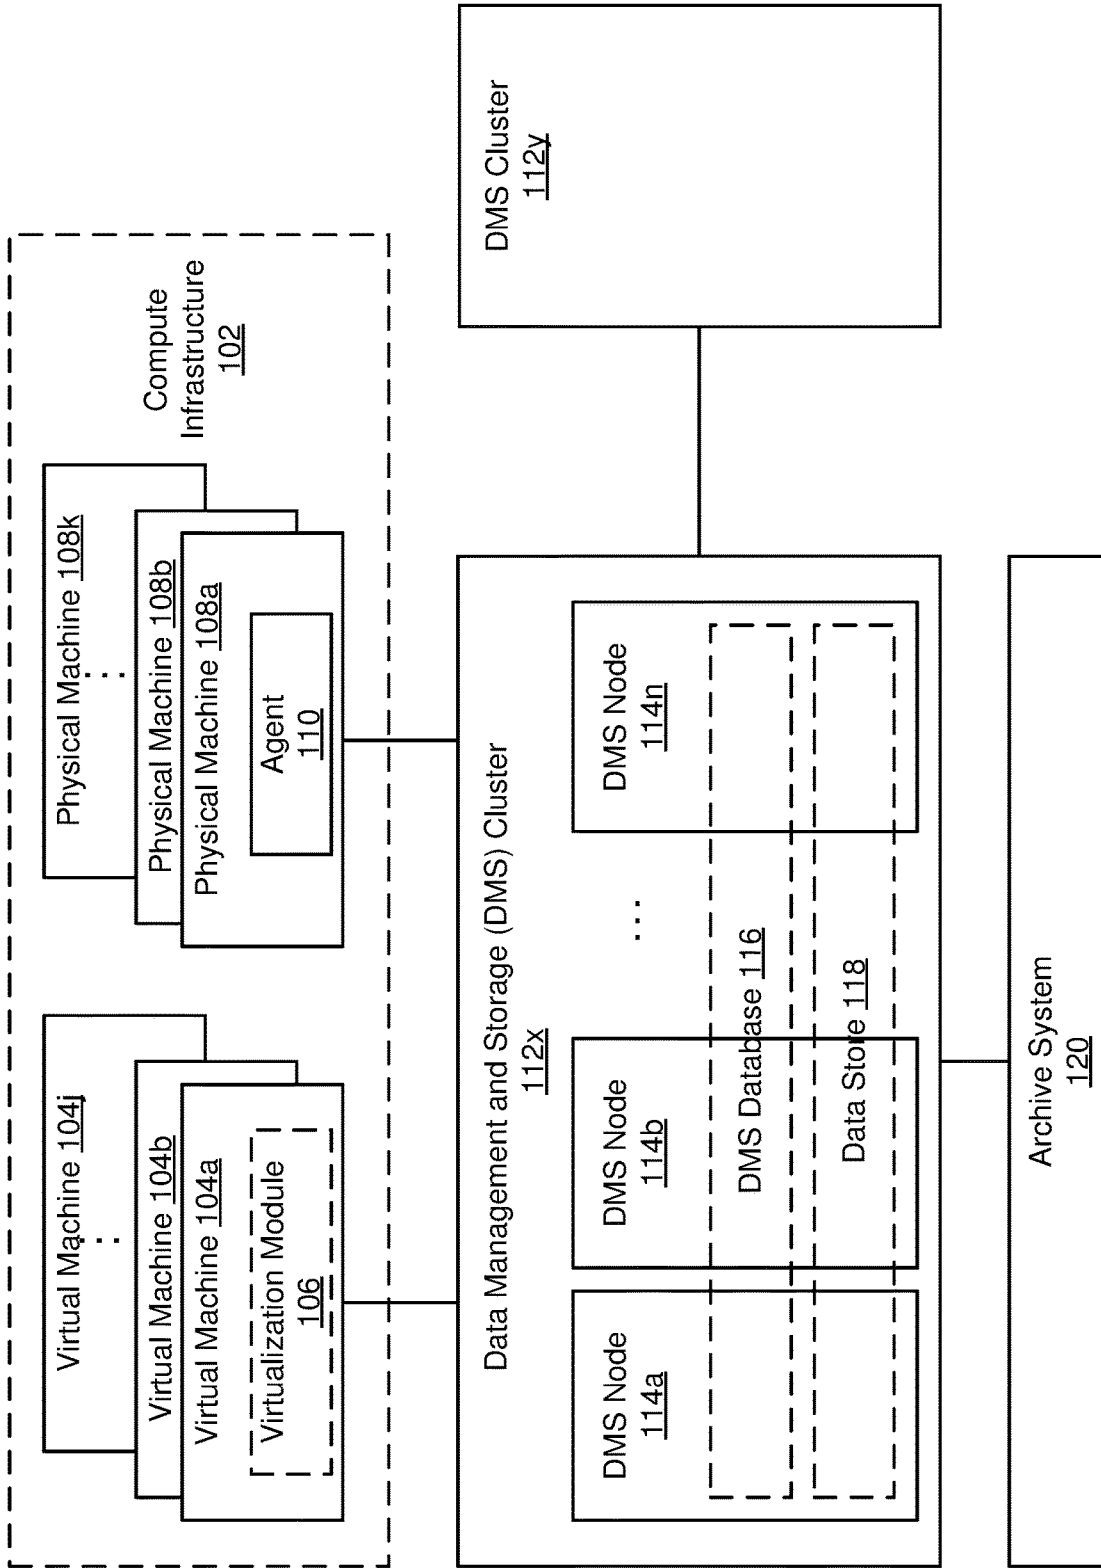 Virtual Machine 104j
...
Virtual Machine 104b
Virtual Machine 104a
Virtualization Module
106
Physical Machine 108k
...
Physical Machine 108b
Physical Machine 108a
Agent
110
Compute
Infrastructure
102
Data Management and Storage (DMS) Cluster
112x
DMS Node
114a
DMS Node
114b
...
DMS Node
114n
DMS Database 116
Data Store 118
DMS Cluster
112y
Archive System
120